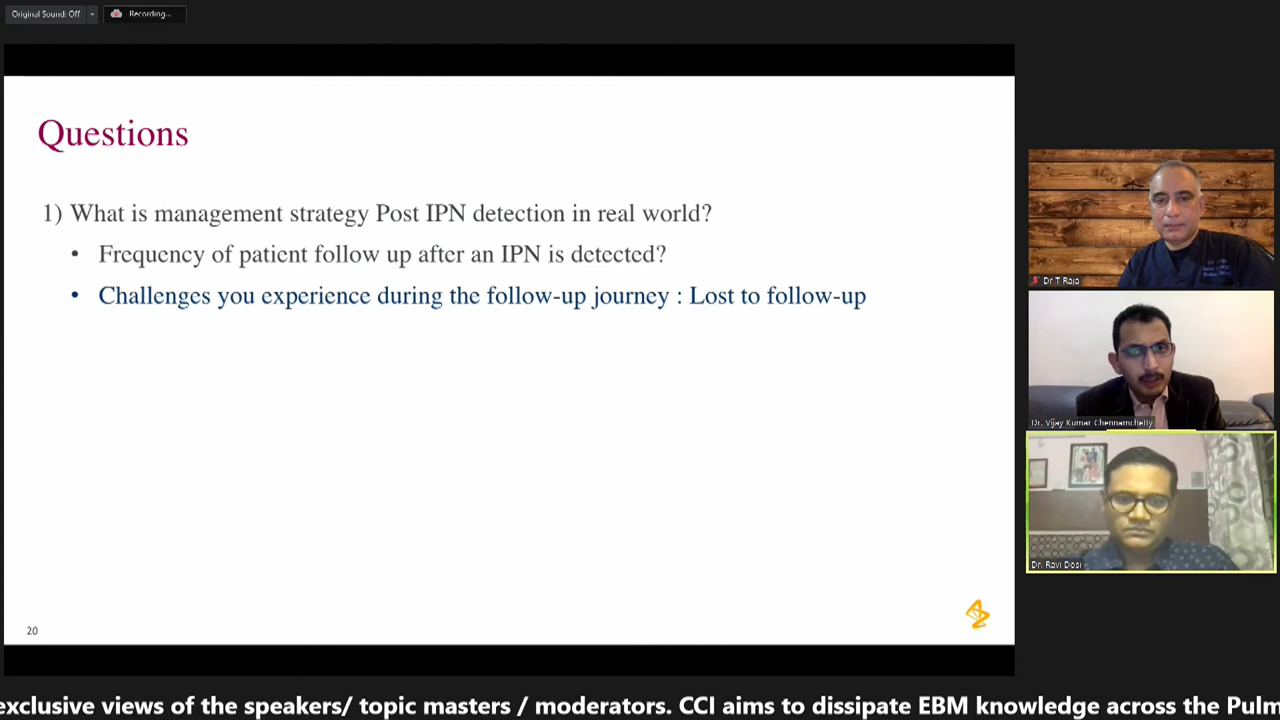 Original Sound: Off
Recording...
Questions
1) What is management strategy Post IPN detection in real world?
• Frequency of patient follow up after an IPN is detected?
• Challenges you experience during the follow-up journey : Lost to follow-up
20
Dr T Raja
Dr. Vijay Kumar Chennamchetty
Dr. Ravi Dosi
exclusive views of the speakers/ topic masters / moderators. CCI aims to dissipate EBM knowledge across the Pulm